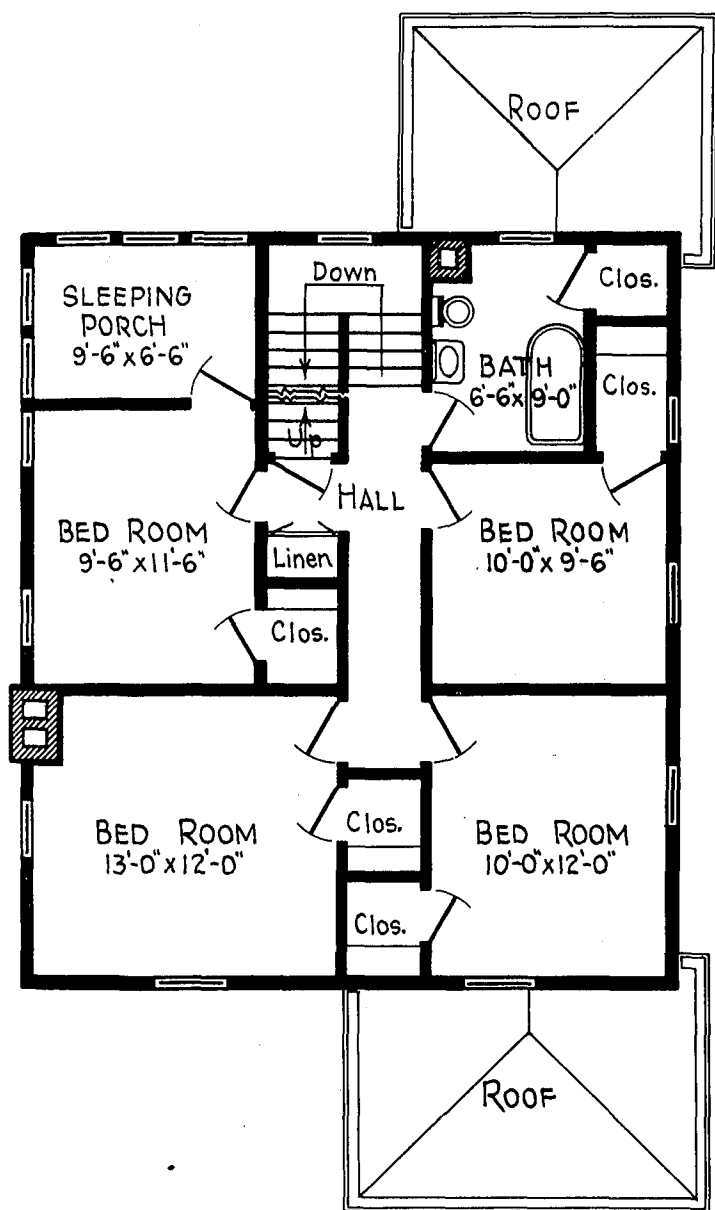 ROOF
Down
Clos.
SLEEPING
PORCH
9'-6" x 6'-6"
BATH
6'-6" x 9'-0"
Clos.
Up
HALL
BED ROOM
9'-6" x 11'-6"
Linen
BED ROOM
10'-0" x 9'-6"
Clos.
BED ROOM
13'-0" x 12'-0"
Clos.
BED ROOM
10'-0" x 12'-0"
Clos.
ROOF